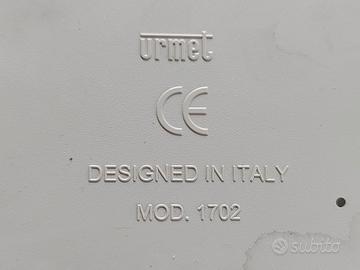 urmet
CE
DESIGNED IN ITALY
MOD. 1702
subito